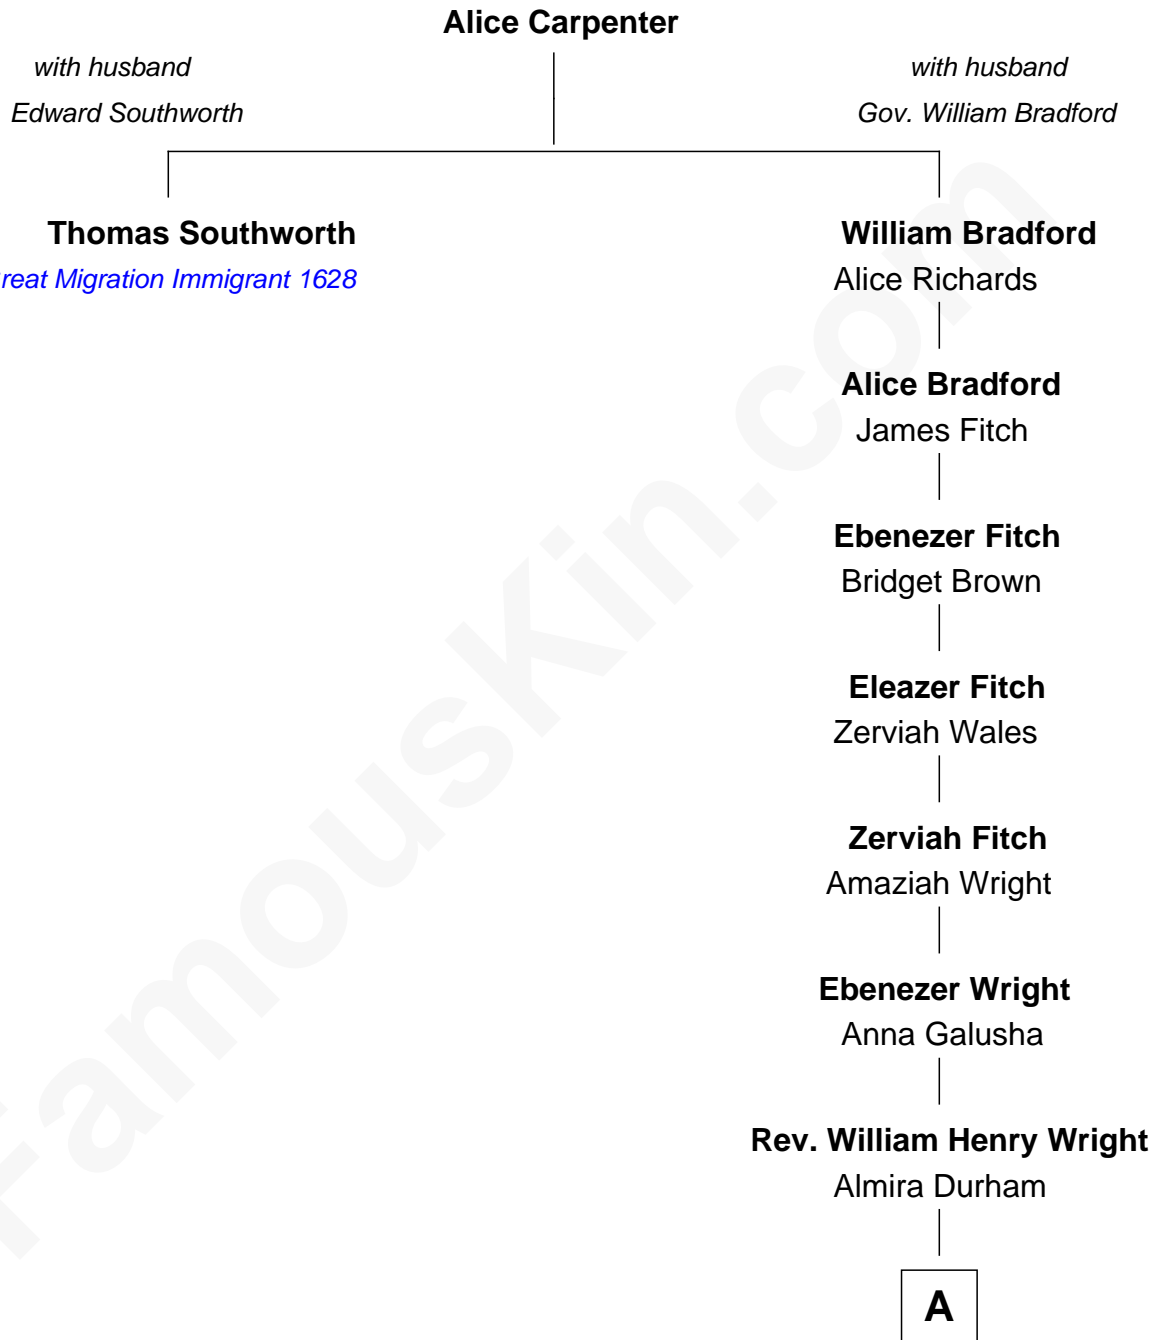 Alice Carpenter
with husband
Edward Southworth
with husband
Gov. William Bradford
Thomas Southworth
reat Migration Immigrant 1628
William Bradford
Alice Richards
Alice Bradford
James Fitch
Ebenezer Fitch
Bridget Brown
Eleazer Fitch
Zerviah Wales
Zerviah Fitch
Amaziah Wright
Ebenezer Wright
Anna Galusha
Rev. William Henry Wright
Almira Durham
A
FamousKin.com